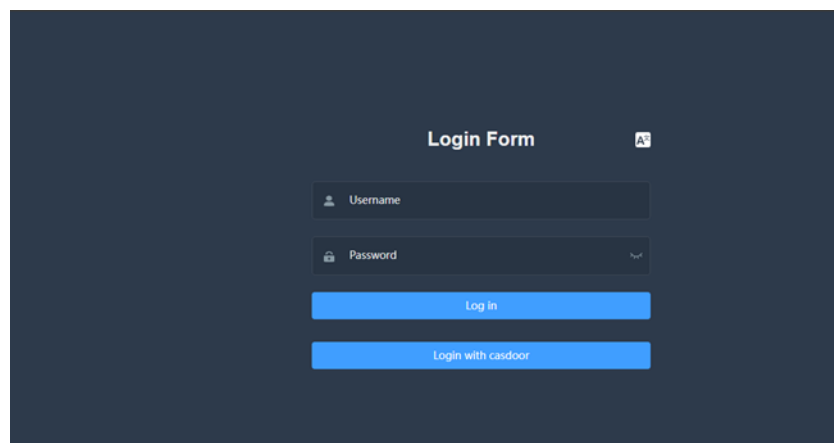 Login Form
Username
Password
Log in
Login with casdoor